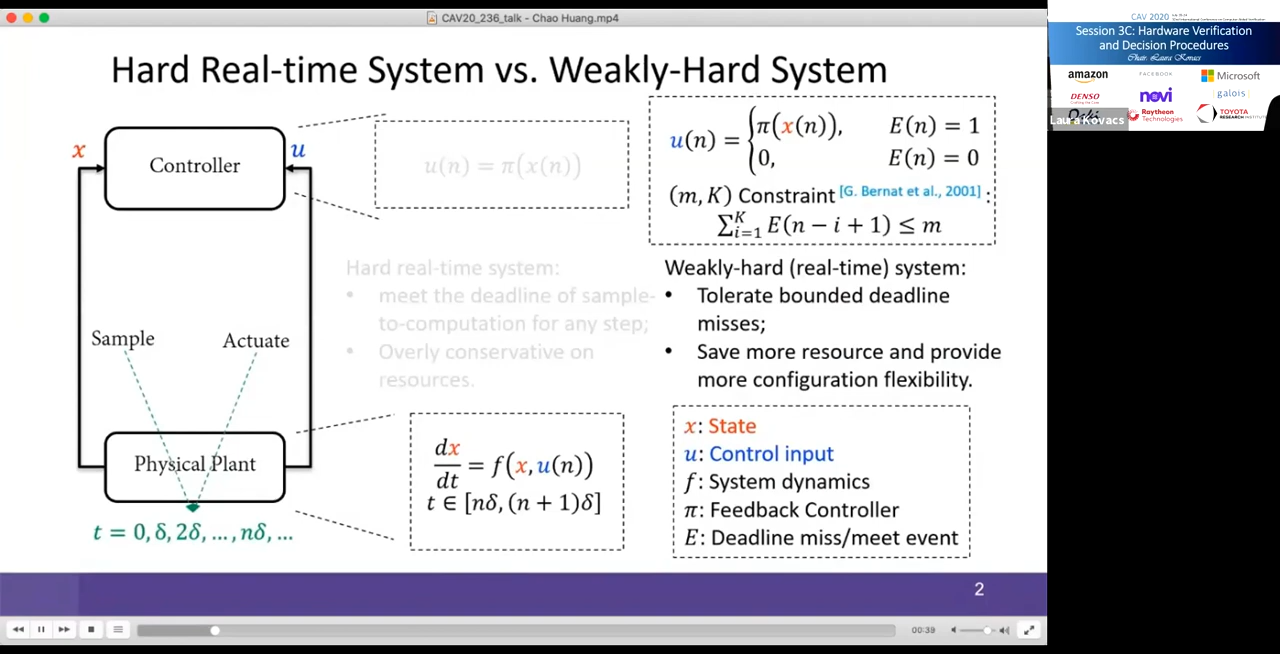 CAV20_236_talk - Chao Huang.mp4
Hard Real-time System vs. Weakly-Hard System
x
Controller
u
u(n) = π(x(n))
u(n) = { π(x(n)), E(n) = 1
0, E(n) = 0
(m, K) Constraint [G. Bernat et al., 2001] :
∑_{i=1}^{K} E(n − i + 1) ≤ m
Hard real-time system:
• meet the deadline of sample-
to-computation for any step;
• Overly conservative on
resources.
Weakly-hard (real-time) system:
• Tolerate bounded deadline
misses;
• Save more resource and provide
more configuration flexibility.
Sample
Actuate
Physical Plant
t = 0, δ, 2δ, ... , nδ, ...
dx/dt = f(x, u(n))
t ∈ [nδ, (n + 1)δ]
x: State
u: Control input
f: System dynamics
π: Feedback Controller
E: Deadline miss/meet event
2
00:39
CAV 2020
Session 3C: Hardware Verification
and Decision Procedures
Chair: Laura Kovacs
amazon
FACEBOOK
Microsoft
DENSO
novi
galois
Laura Kovacs
Raytheon
Technologies
TOYOTA
RESEARCH INSTITUTE